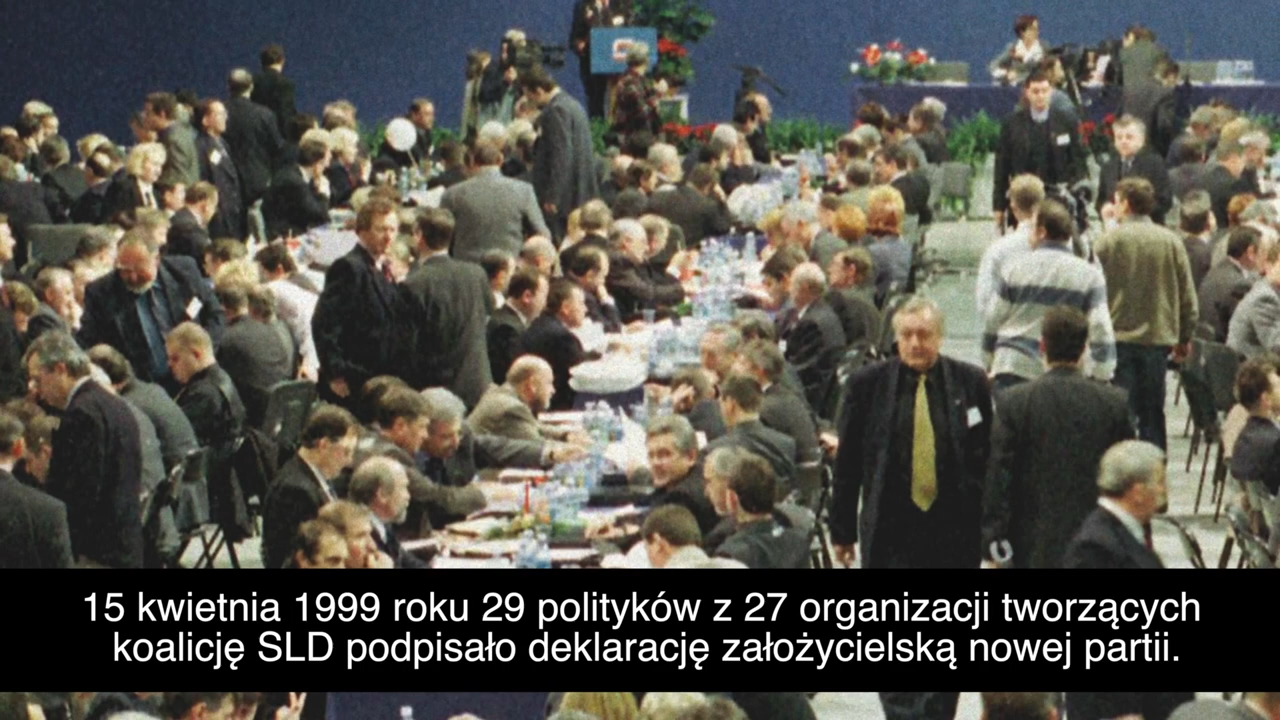 15 kwietnia 1999 roku 29 polityków z 27 organizacji tworzących
koalicję SLD podpisało deklarację założycielską nowej partii.